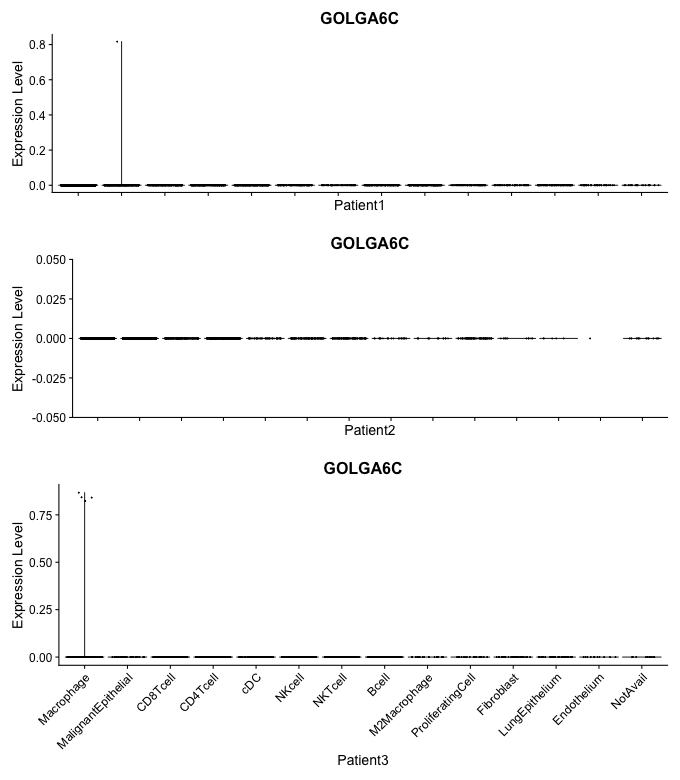 GOLGA6C
Expression Level
0.8
0.6
0.4
0.2
0.0
Patient1
GOLGA6C
Expression Level
0.050
0.025
0.000
-0.025
-0.050
Patient2
GOLGA6C
Expression Level
0.75
0.50
0.25
0.00
Macrophage
MalignantEpithelial
CD8Tcell
CD4Tcell
cDC
NKcell
NKTcell
Bcell
M2Macrophage
ProliferatingCell
Fibroblast
LungEpithelium
Endothelium
NotAvail
Patient3